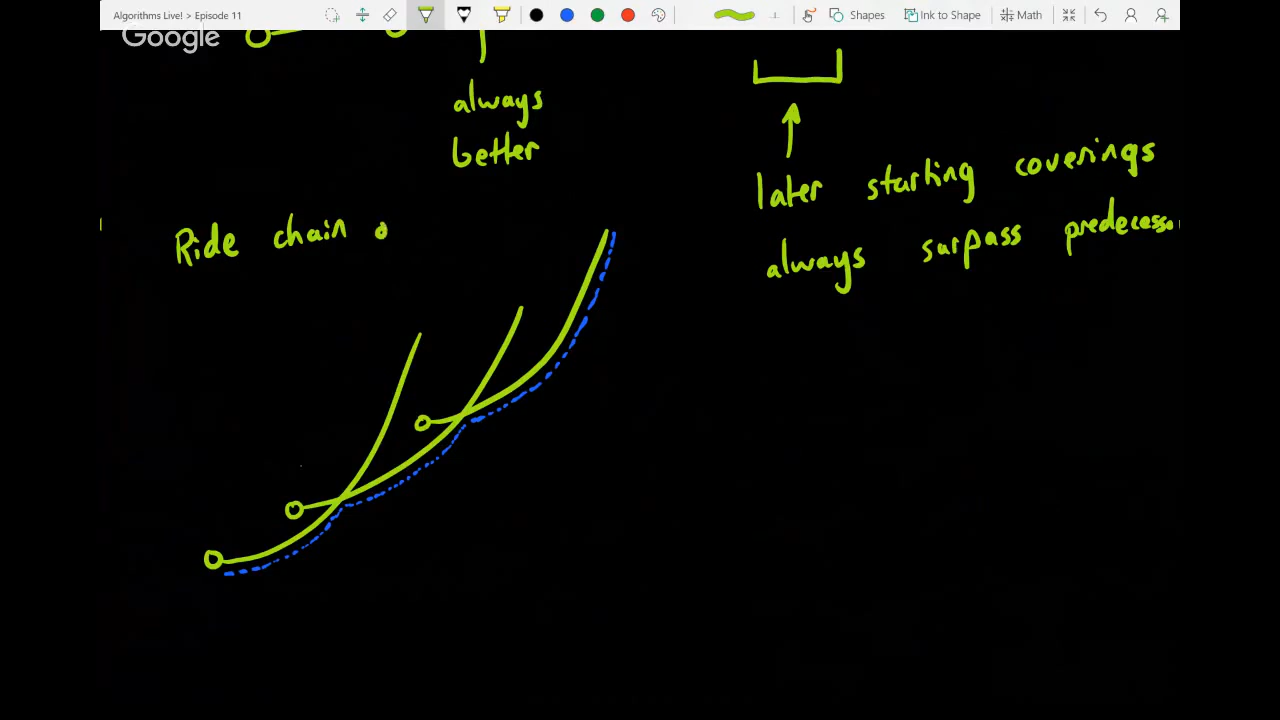 Algorithms Live! > Episode 11
Shapes
Ink to Shape
Math
Google
always
better
later starting coverings
always surpass predecesso
Ride chain o